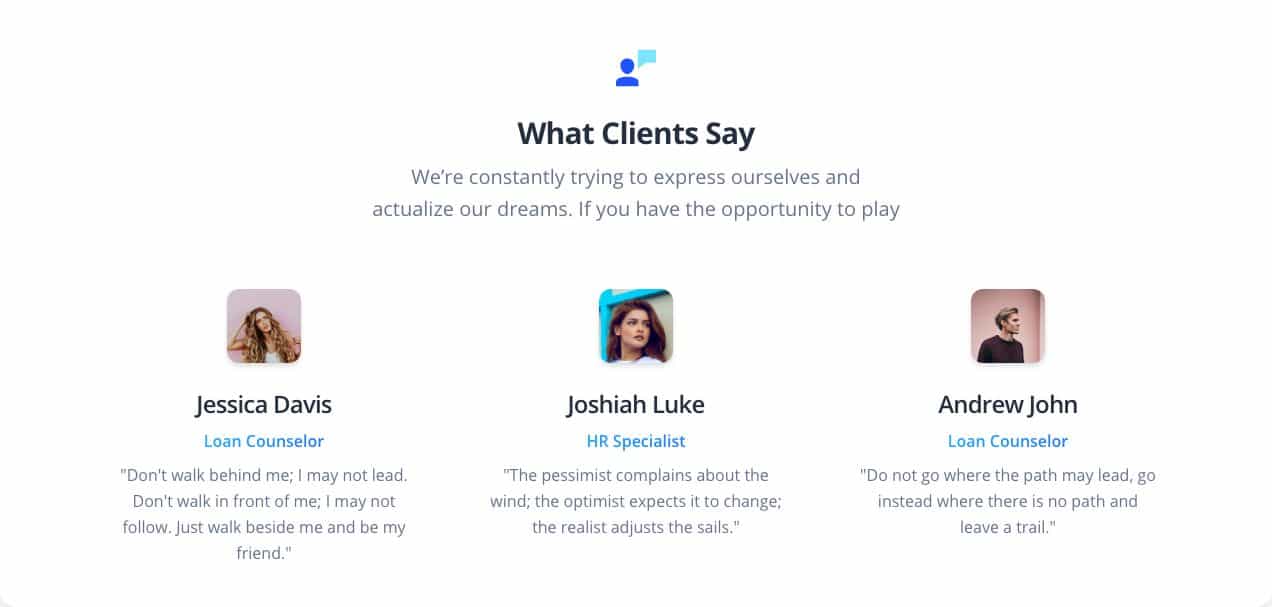 What Clients Say
We’re constantly trying to express ourselves and
actualize our dreams. If you have the opportunity to play
Jessica Davis
Loan Counselor
"Don't walk behind me; I may not lead.
Don't walk in front of me; I may not
follow. Just walk beside me and be my
friend."
Joshiah Luke
HR Specialist
"The pessimist complains about the
wind; the optimist expects it to change;
the realist adjusts the sails."
Andrew John
Loan Counselor
"Do not go where the path may lead, go
instead where there is no path and
leave a trail."